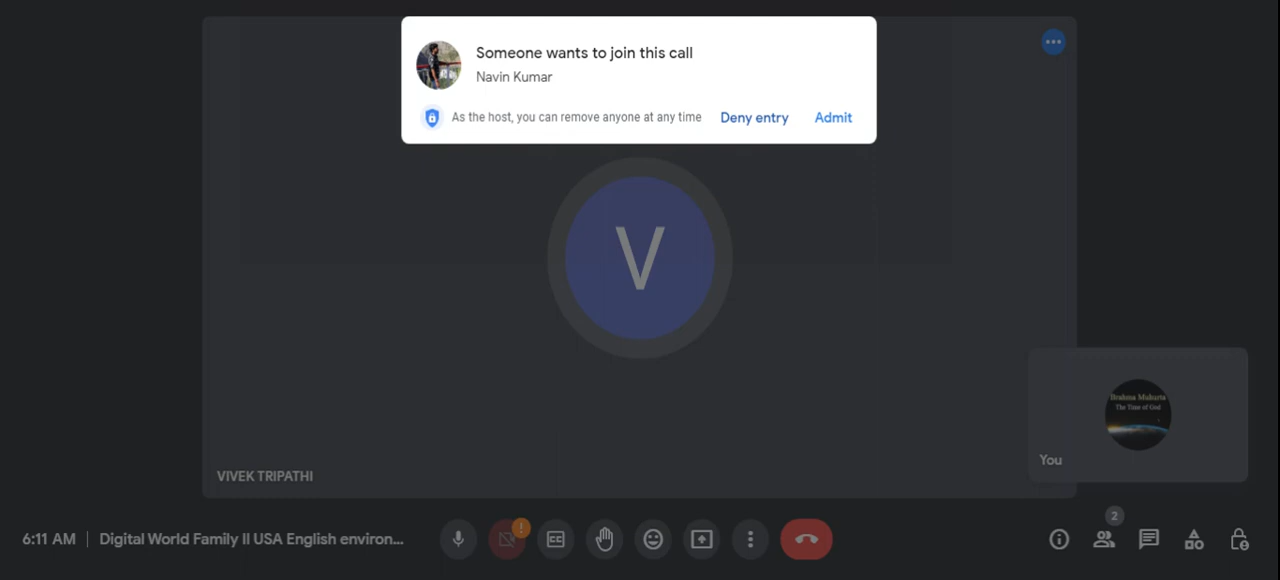 Someone wants to join this call
Navin Kumar
As the host, you can remove anyone at any time Deny entry Admit
V
Brahma Muhurta
The Time of God
You
VIVEK TRIPATHI
2
6:11 AM | Digital World Family II USA English environ...